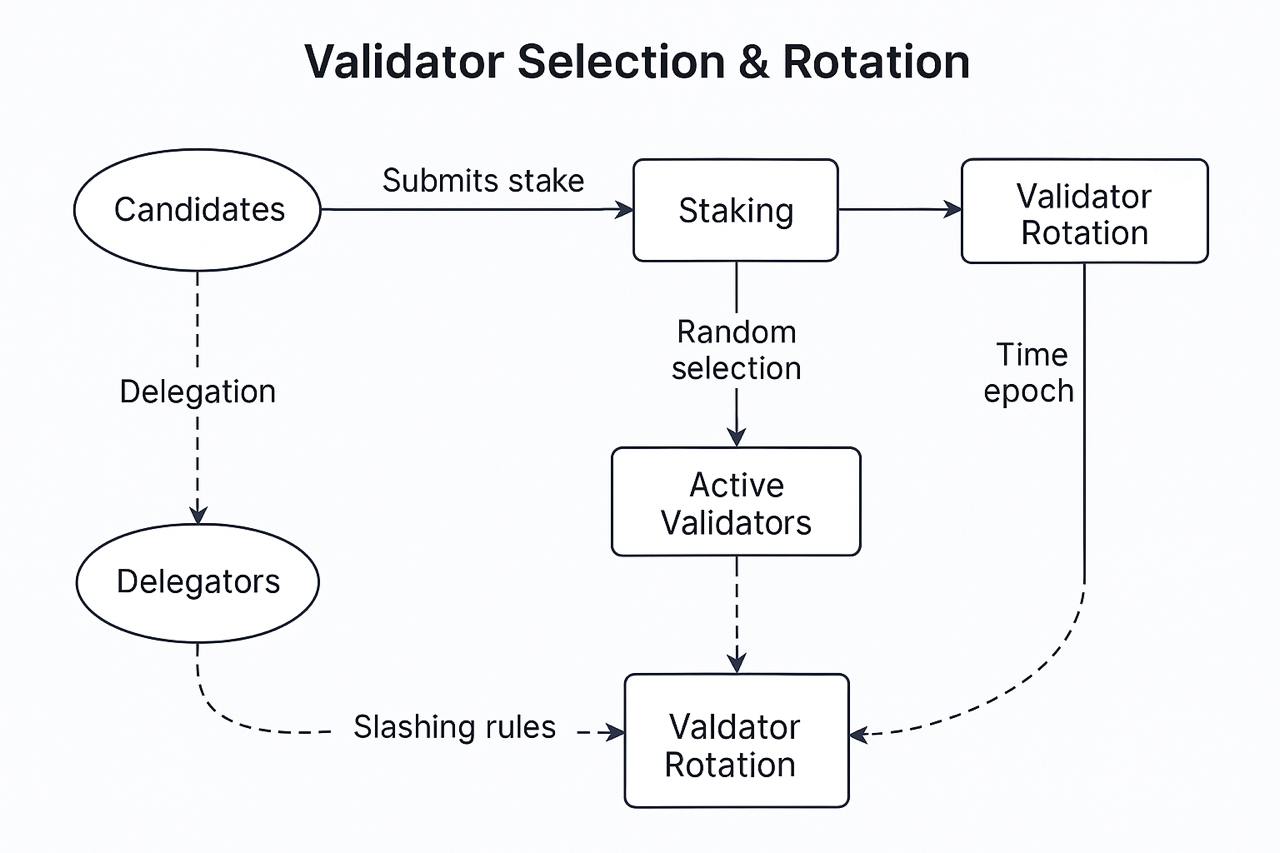 Validator Selection & Rotation
Candidates
Submits stake
Staking
Validator
Rotation
Random
selection
Time
epoch
Delegation
Active
Validators
Delegators
Slashing rules
Valdator
Rotation